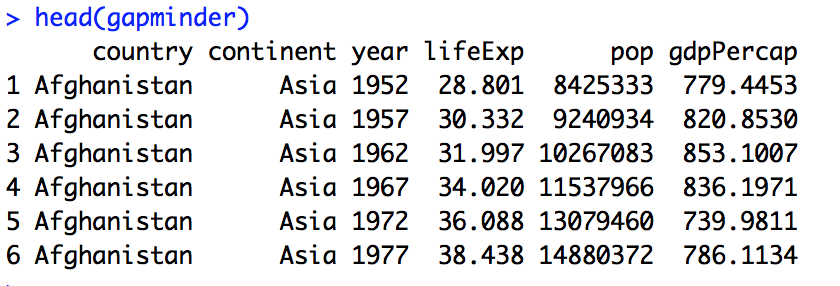 > head(gapminder)
country continent year lifeExp pop gdpPercap
1 Afghanistan Asia 1952 28.801 8425333 779.4453
2 Afghanistan Asia 1957 30.332 9240934 820.8530
3 Afghanistan Asia 1962 31.997 10267083 853.1007
4 Afghanistan Asia 1967 34.020 11537966 836.1971
5 Afghanistan Asia 1972 36.088 13079460 739.9811
6 Afghanistan Asia 1977 38.438 14880372 786.1134